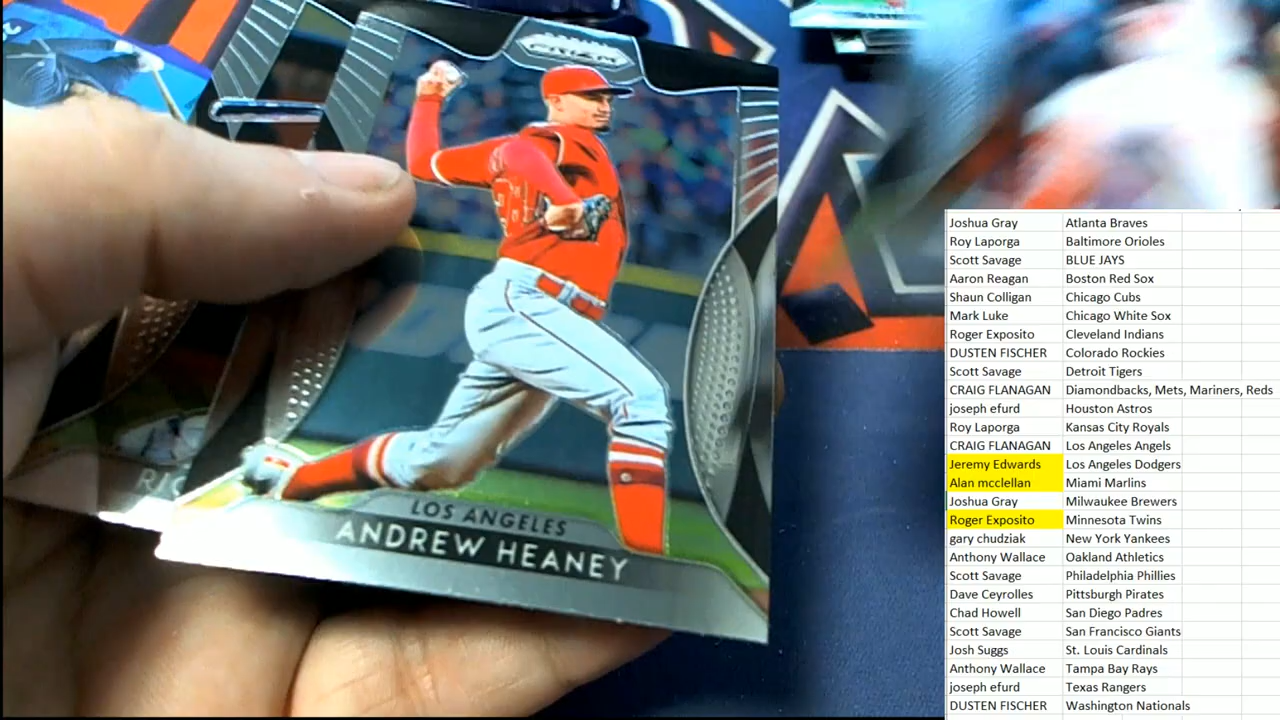 PRIZM
LOS ANGELES
ANDREW HEANEY
RIC
Joshua Gray Atlanta Braves
Roy Laporga Baltimore Orioles
Scott Savage BLUE JAYS
Aaron Reagan Boston Red Sox
Shaun Colligan Chicago Cubs
Mark Luke Chicago White Sox
Roger Exposito Cleveland Indians
DUSTEN FISCHER Colorado Rockies
Scott Savage Detroit Tigers
CRAIG FLANAGAN Diamondbacks, Mets, Mariners, Reds
joseph efurd Houston Astros
Roy Laporga Kansas City Royals
CRAIG FLANAGAN Los Angeles Angels
Jeremy Edwards Los Angeles Dodgers
Alan mcclellan Miami Marlins
Joshua Gray Milwaukee Brewers
Roger Exposito Minnesota Twins
gary chudziak New York Yankees
Anthony Wallace Oakland Athletics
Scott Savage Philadelphia Phillies
Dave Ceyrolles Pittsburgh Pirates
Chad Howell San Diego Padres
Scott Savage San Francisco Giants
Josh Suggs St. Louis Cardinals
Anthony Wallace Tampa Bay Rays
joseph efurd Texas Rangers
DUSTEN FISCHER Washington Nationals